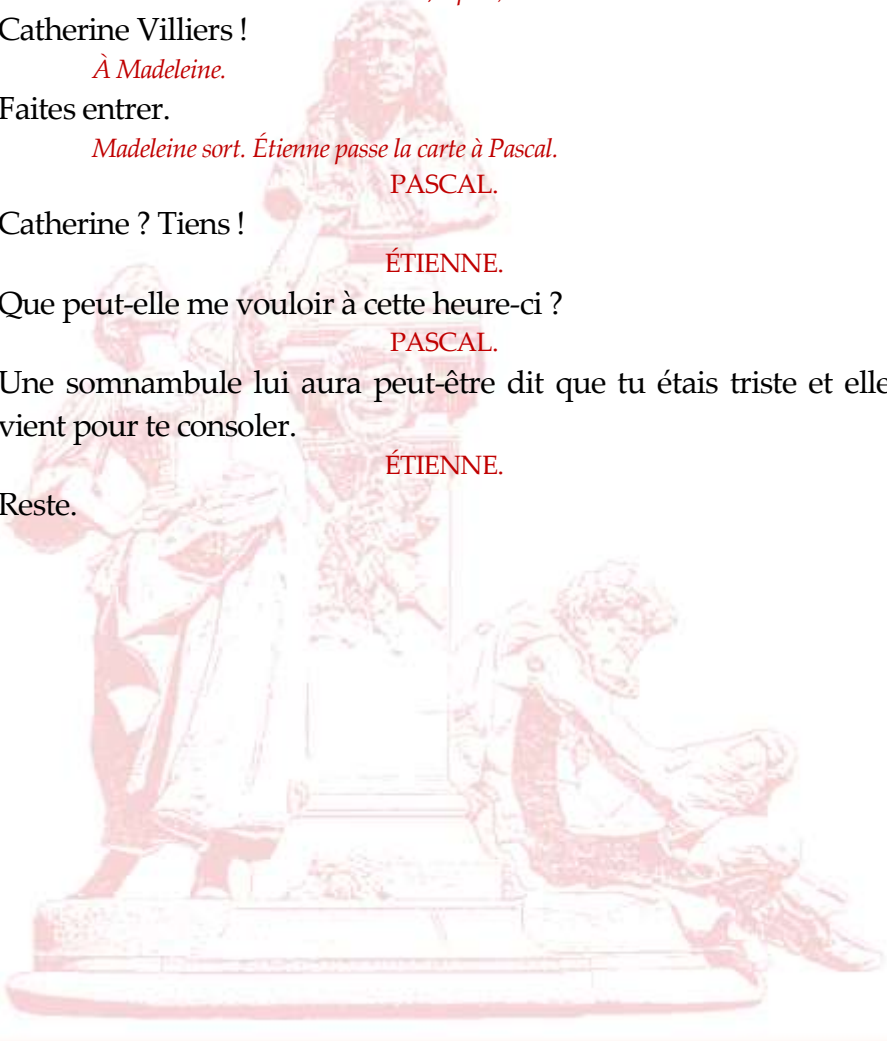 Catherine Villiers !
À Madeleine.
Faites entrer.
Madeleine sort. Étienne passe la carte à Pascal.
PASCAL.
Catherine ? Tiens !
ÉTIENNE.
Que peut-elle me vouloir à cette heure-ci ?
PASCAL.
Une somnambule lui aura peut-être dit que tu étais triste et elle
vient pour te consoler.
ÉTIENNE.
Reste.